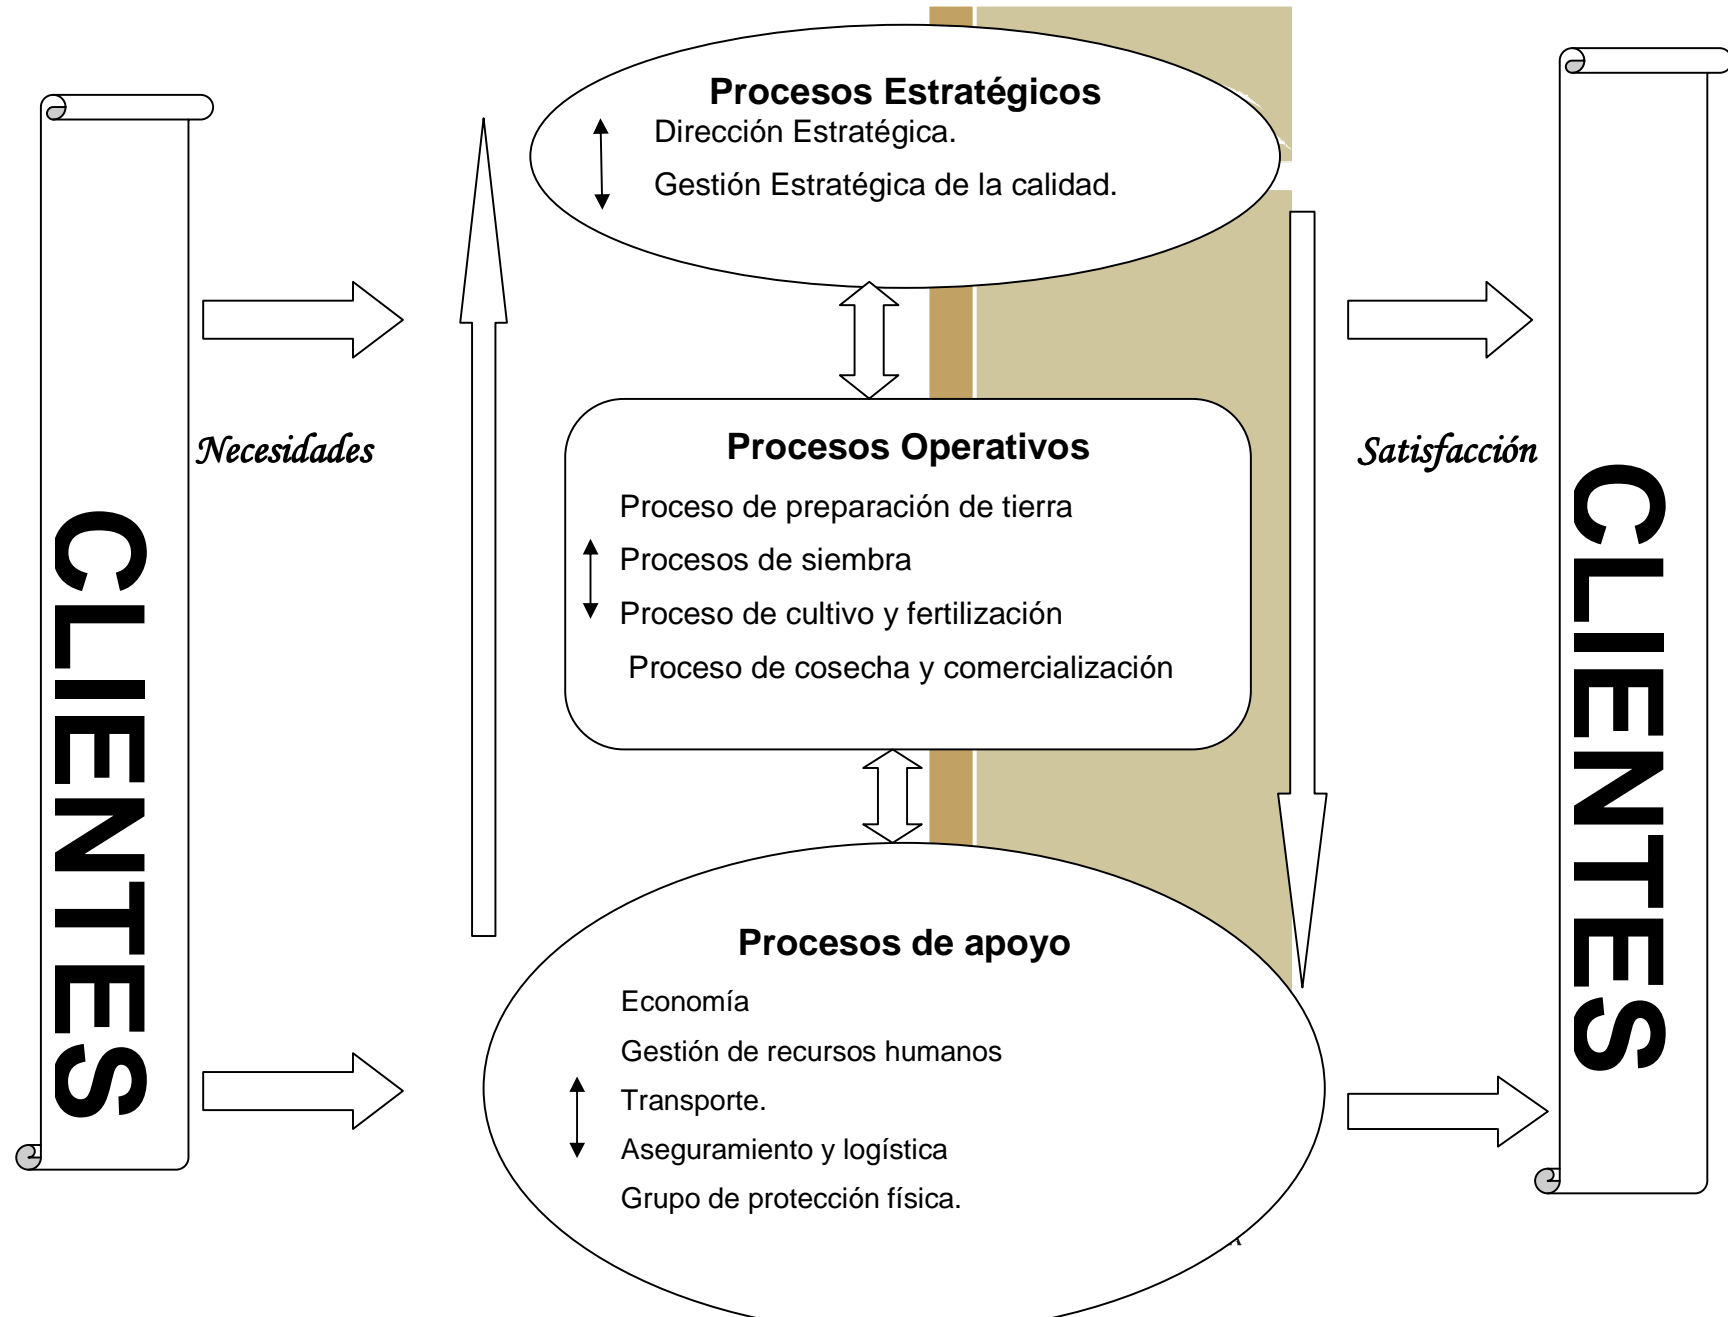 CLIENTES
Necesidades
Procesos Estratégicos
Dirección Estratégica.
Gestión Estratégica de la calidad.
Procesos Operativos
Proceso de preparación de tierra
Procesos de siembra
Proceso de cultivo y fertilización
Proceso de cosecha y comercialización
Procesos de apoyo
Economía
Gestión de recursos humanos
Transporte.
Aseguramiento y logística
Grupo de protección física.
Satisfacción
CLIENTES